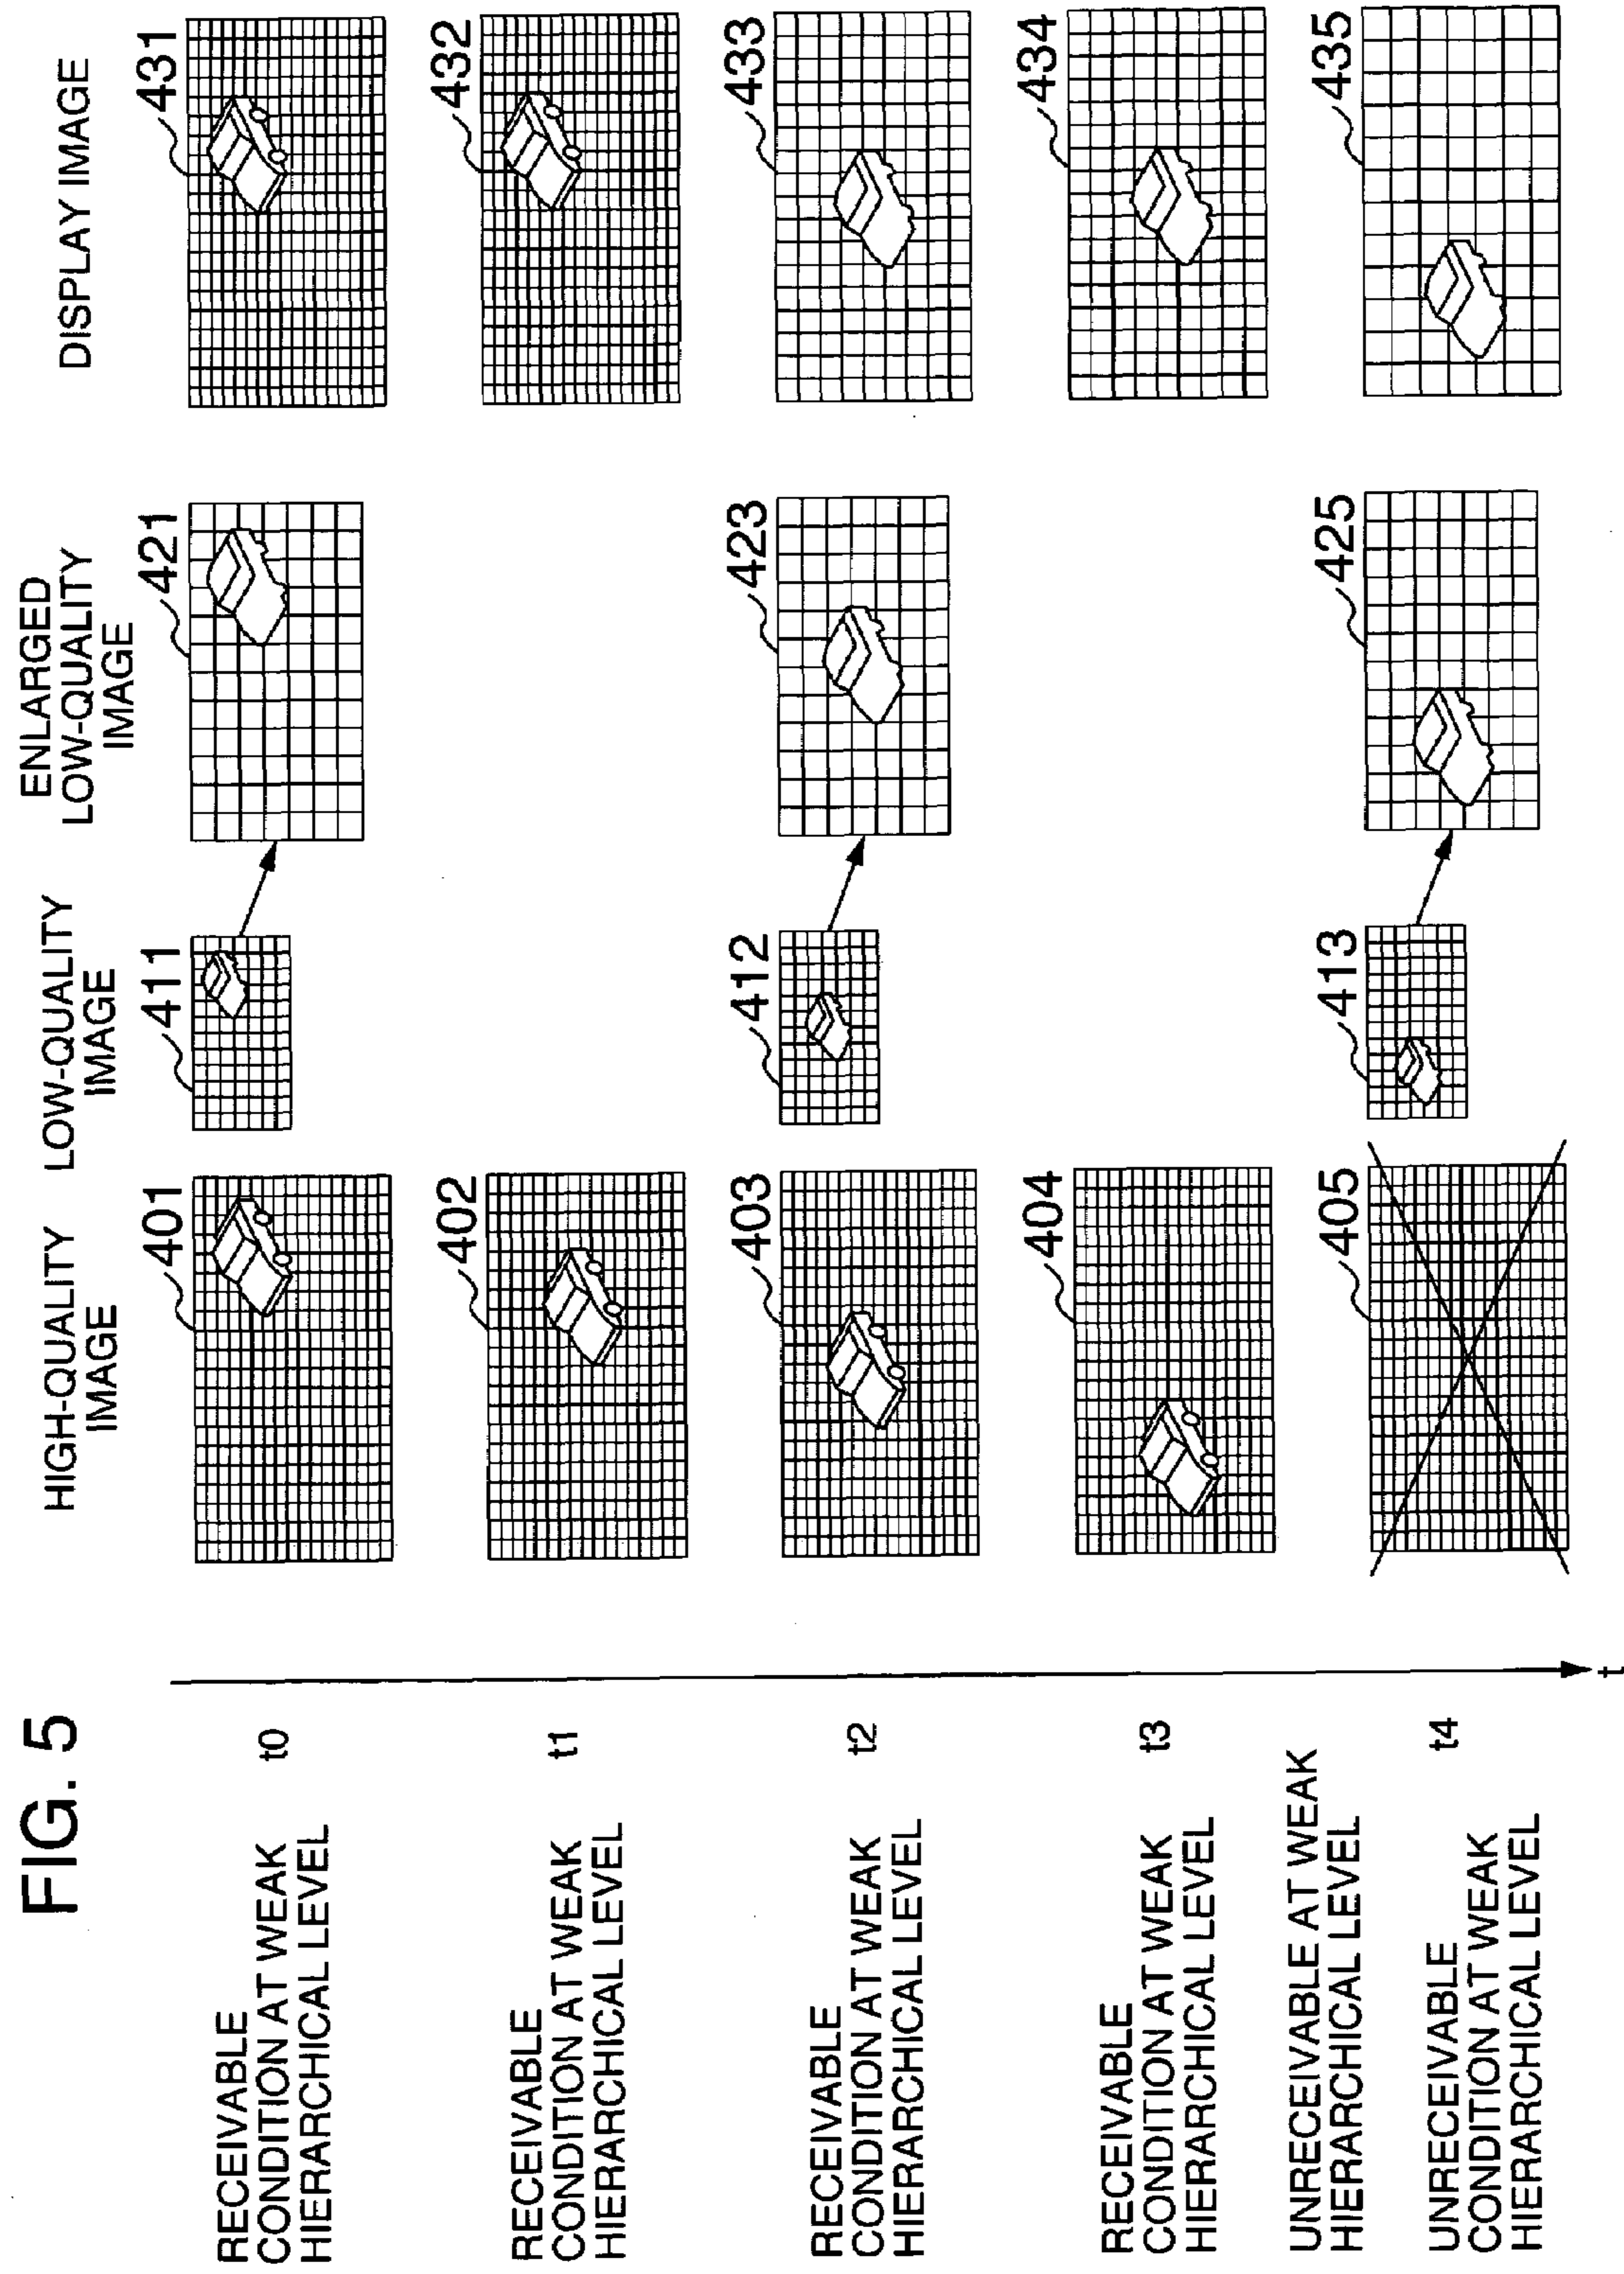 FIG. 5
HIGH-QUALITY
IMAGE
LOW-QUALITY
IMAGE
ENLARGED
LOW-QUALITY
IMAGE
DISPLAY IMAGE
RECEIVABLE
CONDITION AT WEAK
HIERARCHICAL LEVEL
t0
401
411
421
431
RECEIVABLE
CONDITION AT WEAK
HIERARCHICAL LEVEL
t1
402
432
RECEIVABLE
CONDITION AT WEAK
HIERARCHICAL LEVEL
t2
403
412
423
433
RECEIVABLE
CONDITION AT WEAK
HIERARCHICAL LEVEL
t3
404
434
UNRECEIVABLE AT WEAK
HIERARCHICAL LEVEL
UNRECEIVABLE
CONDITION AT WEAK
HIERARCHICAL LEVEL
t4
405
413
425
435
t